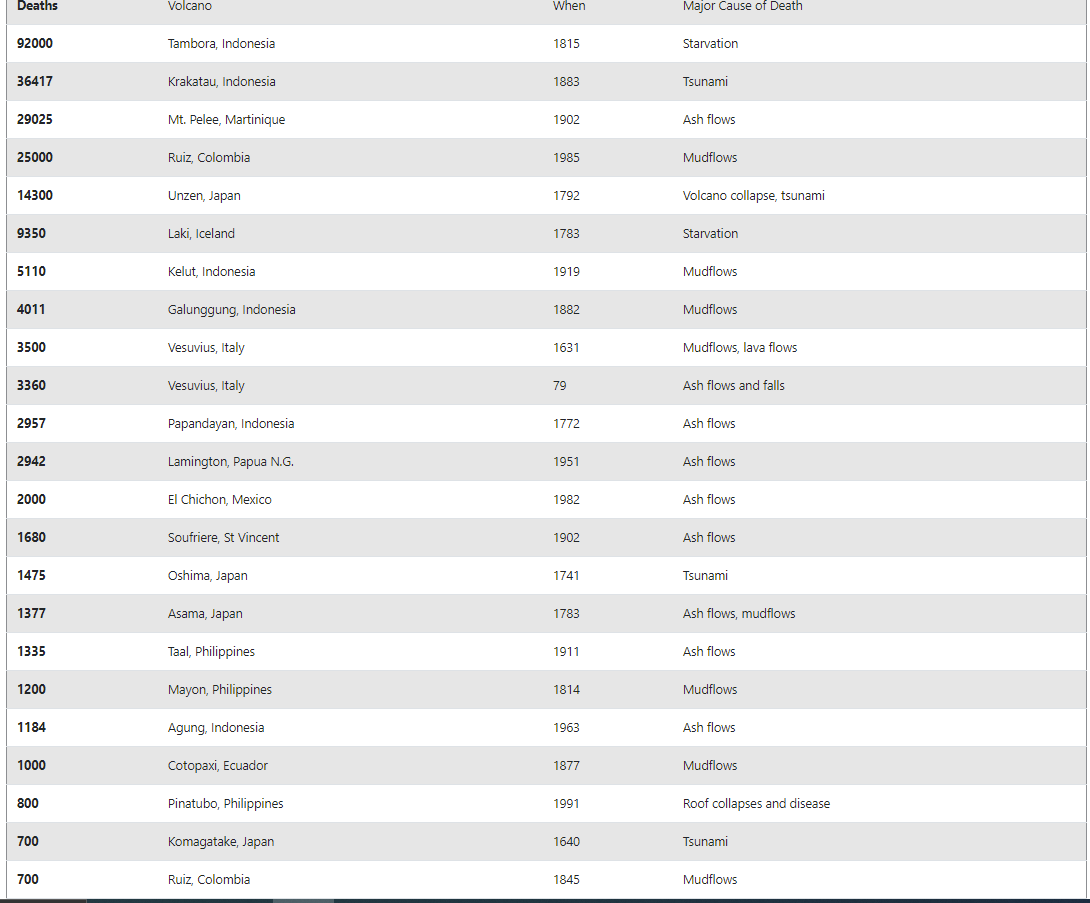 Deaths Volcano When Major Cause of Death
92000 Tambora, Indonesia 1815 Starvation
36417 Krakatau, Indonesia 1883 Tsunami
29025 Mt. Pelee, Martinique 1902 Ash flows
25000 Ruiz, Colombia 1985 Mudflows
14300 Unzen, Japan 1792 Volcano collapse, tsunami
9350 Laki, Iceland 1783 Starvation
5110 Kelut, Indonesia 1919 Mudflows
4011 Galunggung, Indonesia 1882 Mudflows
3500 Vesuvius, Italy 1631 Mudflows, lava flows
3360 Vesuvius, Italy 79 Ash flows and falls
2957 Papandayan, Indonesia 1772 Ash flows
2942 Lamington, Papua N.G. 1951 Ash flows
2000 El Chichon, Mexico 1982 Ash flows
1680 Soufriere, St Vincent 1902 Ash flows
1475 Oshima, Japan 1741 Tsunami
1377 Asama, Japan 1783 Ash flows, mudflows
1335 Taal, Philippines 1911 Ash flows
1200 Mayon, Philippines 1814 Mudflows
1184 Agung, Indonesia 1963 Ash flows
1000 Cotopaxi, Ecuador 1877 Mudflows
800 Pinatubo, Philippines 1991 Roof collapses and disease
700 Komagatake, Japan 1640 Tsunami
700 Ruiz, Colombia 1845 Mudflows